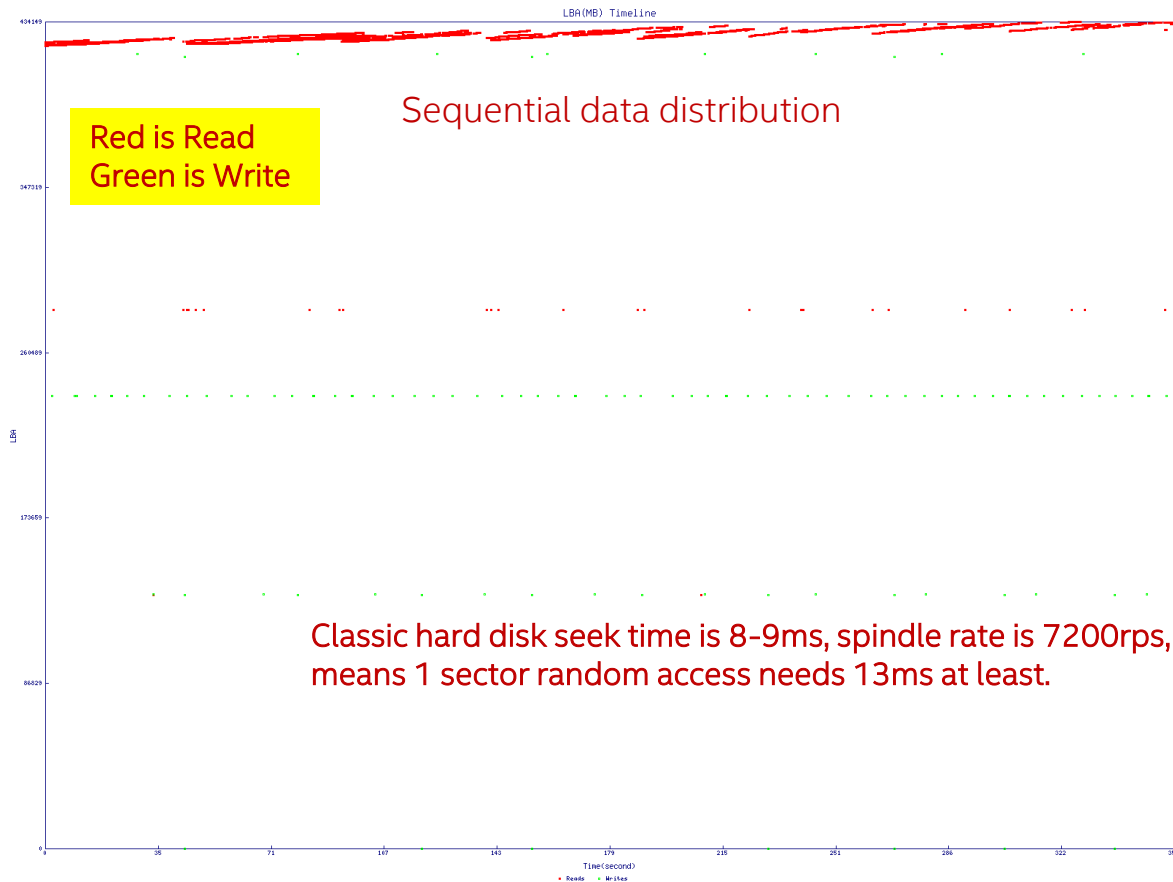 LBA(MB) Timeline
434149
Sequential data distribution
Red is Read
Green is Write
347319
260489
LBA
173659
Classic hard disk seek time is 8-9ms, spindle rate is 7200rps,
means 1 sector random access needs 13ms at least.
86829
0
0 35 71 107 143 179 215 251 286 322
Time(second)
Reads Writes